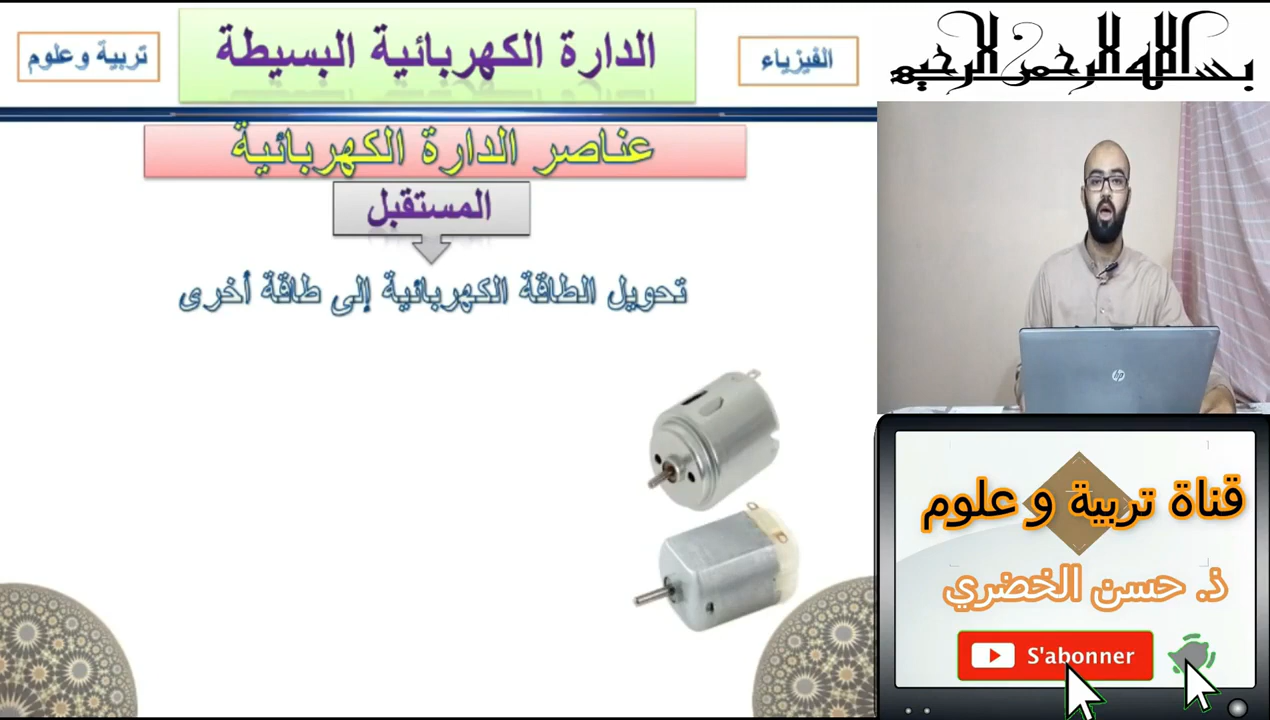 بسم الله الرحمن الرحيم
الفيزياء
الدارة الكهربائية البسيطة
تربية وعلوم
عناصر الدارة الكهربائية
المستقبل
تحويل الطاقة الكهربائية إلى طاقة أخرى
hp
قناة تربية و علوم
ذ. حسن الخضري
S'abonner